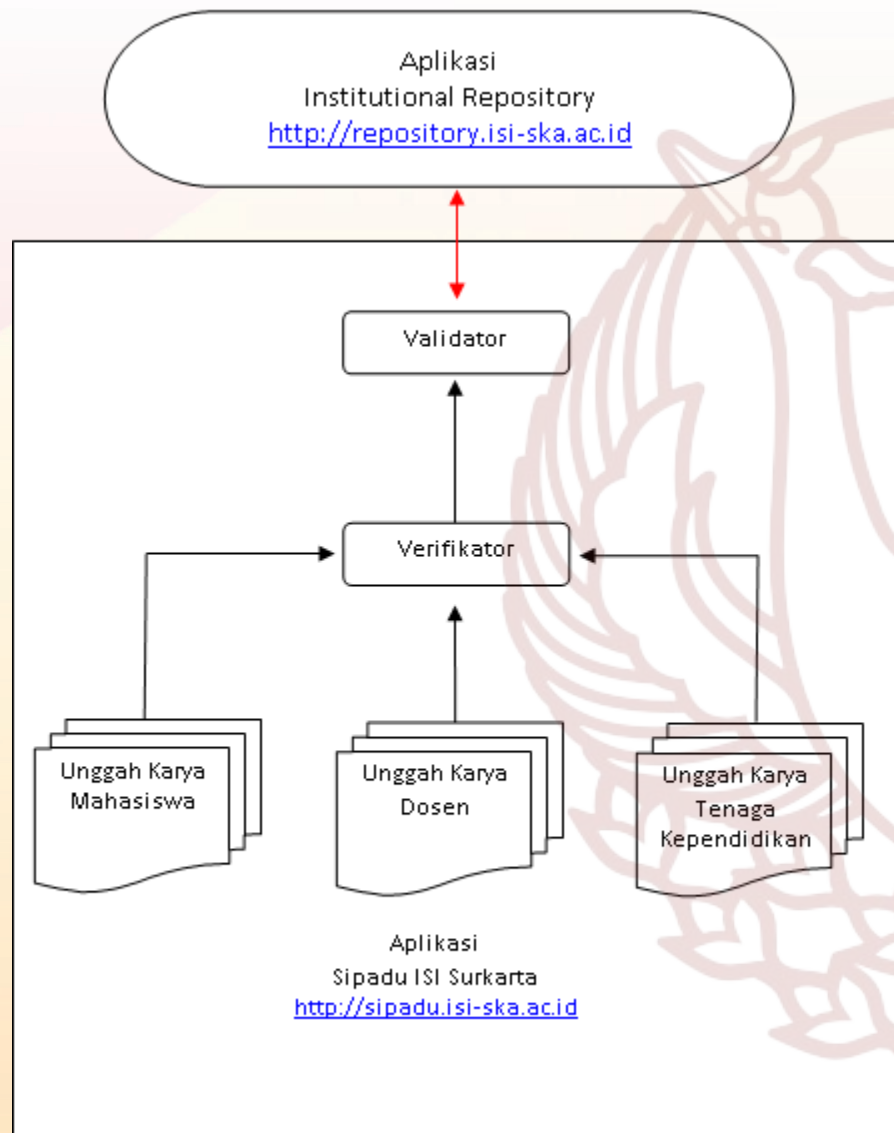 Aplikasi
Institutional Repository
http://repository.isi-ska.ac.id
Validator
Verifikator
Unggah Karya
Mahasiswa
Unggah Karya
Dosen
Unggah Karya
Tenaga
Kependidikan
Aplikasi
Sipadu ISI Surkarta
http://sipadu.isi-ska.ac.id